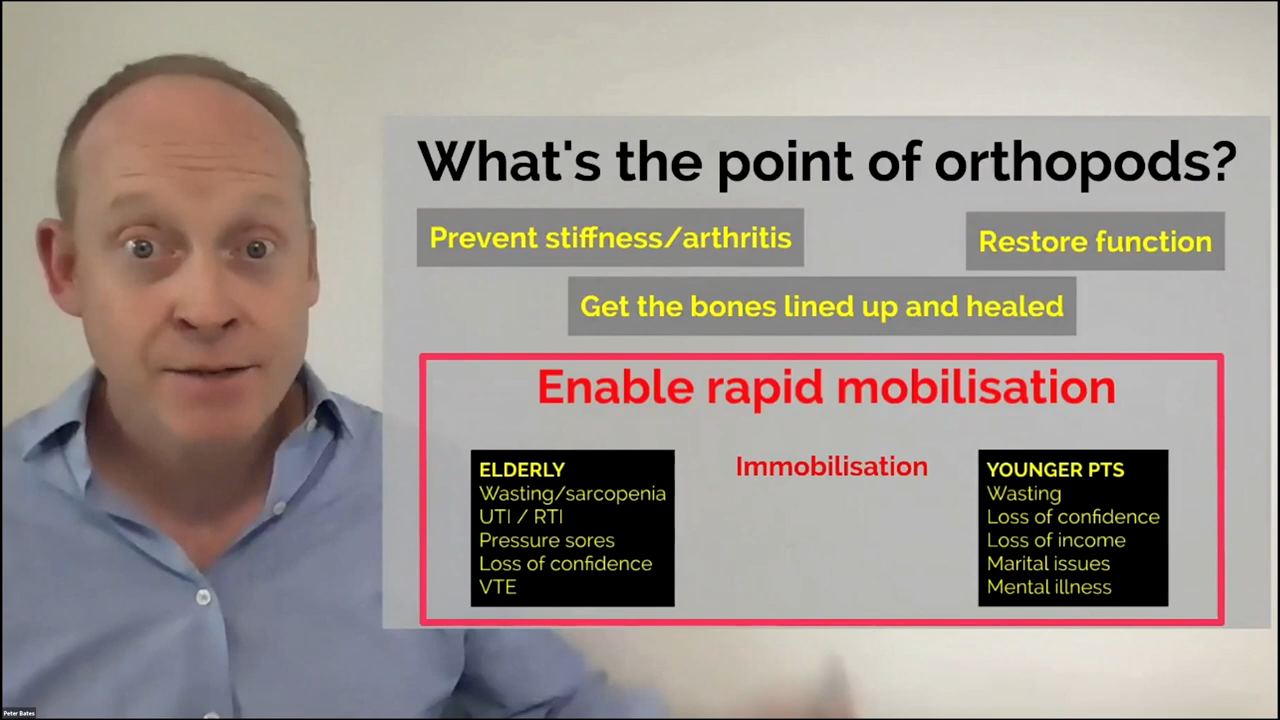 What's the point of orthopods?
Prevent stiffness/arthritis
Restore function
Get the bones lined up and healed
Enable rapid mobilisation
Immobilisation
ELDERLY
Wasting/sarcopenia
UTI / RTI
Pressure sores
Loss of confidence
VTE
YOUNGER PTS
Wasting
Loss of confidence
Loss of income
Marital issues
Mental illness
Peter Bates